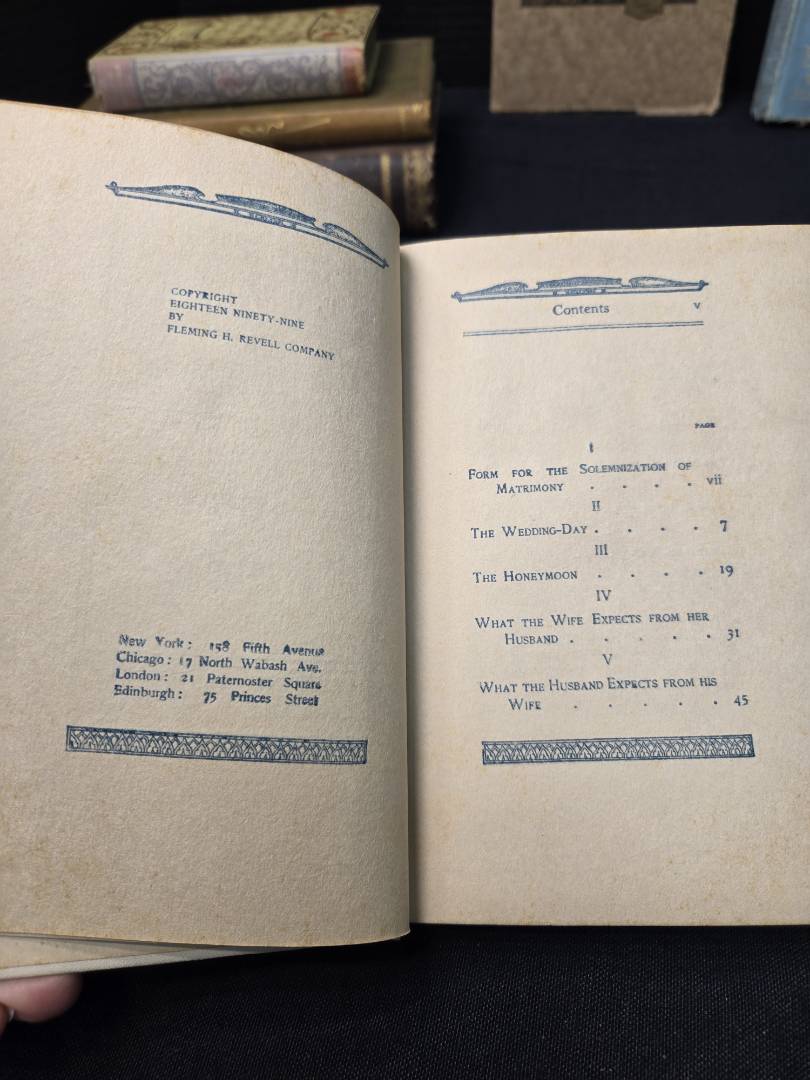 COPYRIGHT
EIGHTEEN NINETY-NINE
BY
FLEMING H. REVELL COMPANY
New York: 158 Fifth Avenue
Chicago: 17 North Wabash Ave.
London: 21 Paternoster Square
Edinburgh: 75 Princes Street
Contents v
PAGE
I
FORM FOR THE SOLEMNIZATION OF
MATRIMONY . . . . vii
II
THE WEDDING-DAY . . . . 7
III
THE HONEYMOON . . . . 19
IV
WHAT THE WIFE EXPECTS FROM HER
HUSBAND . . . . . 31
V
WHAT THE HUSBAND EXPECTS FROM HIS
WIFE . . . . . 45